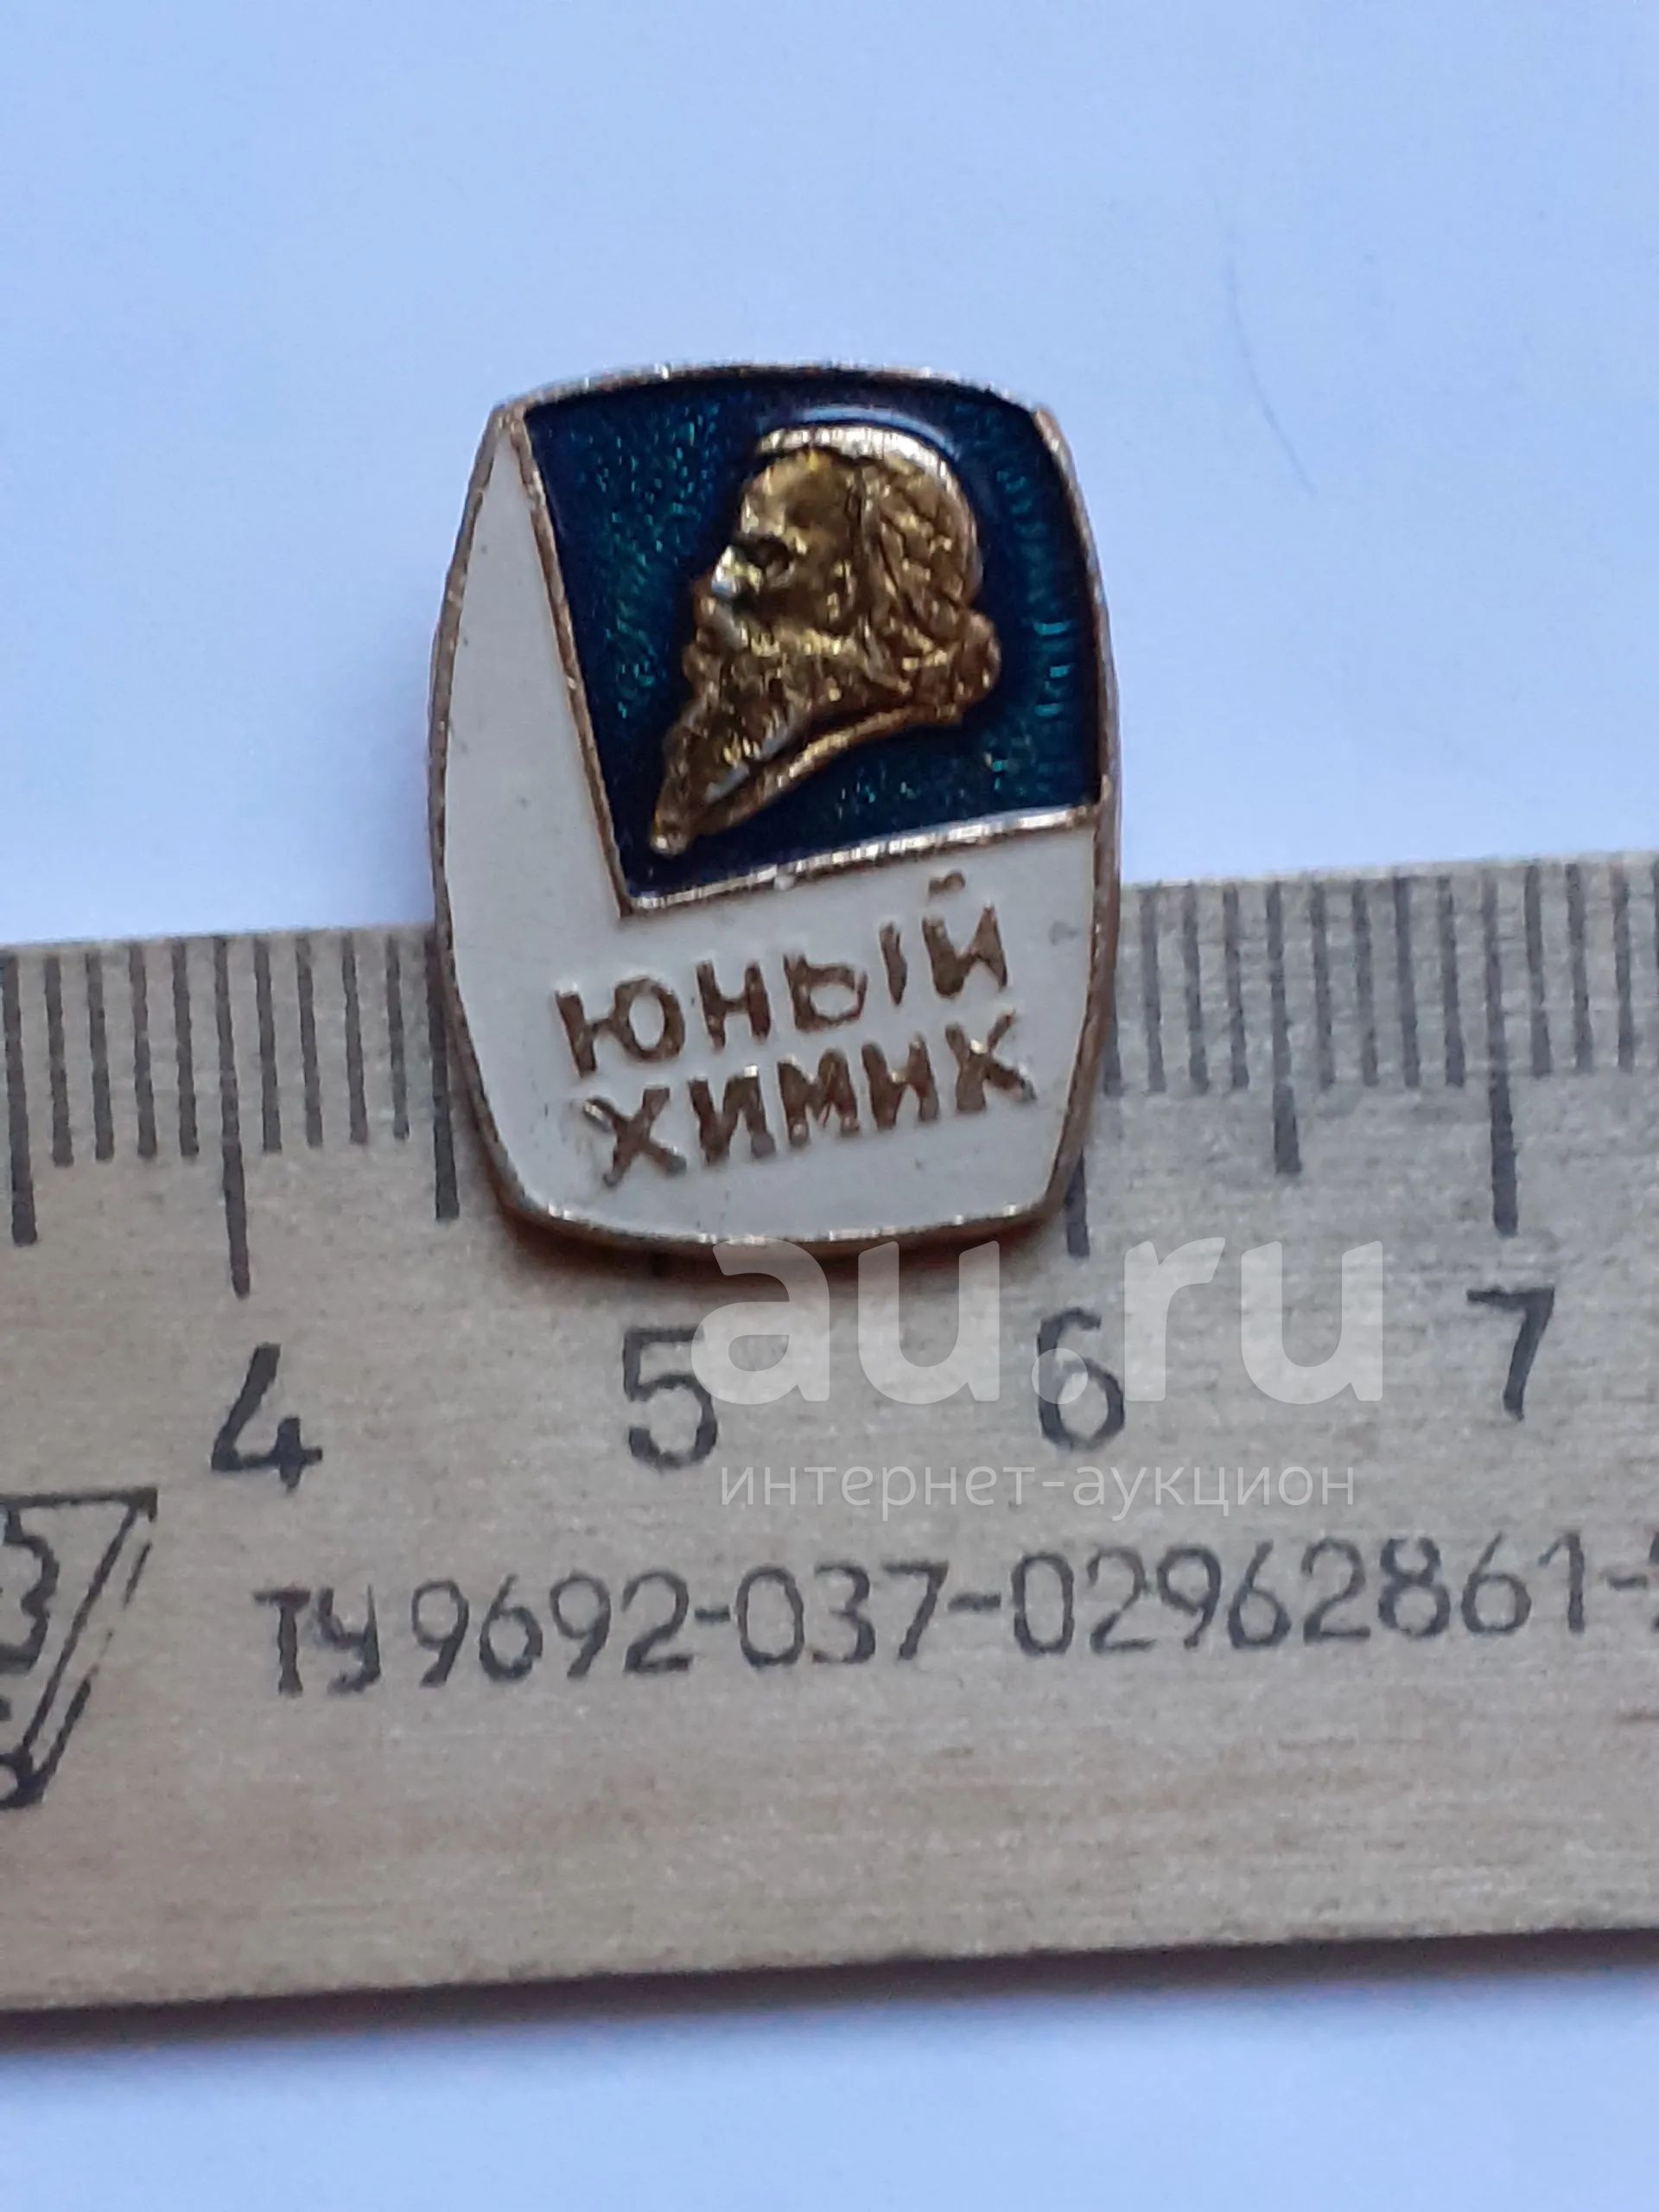 ЮНЫЙ
ХИМИК
4 5 6 7
au.ru
интернет-аукцион
ТУ 9692-037-02962861-